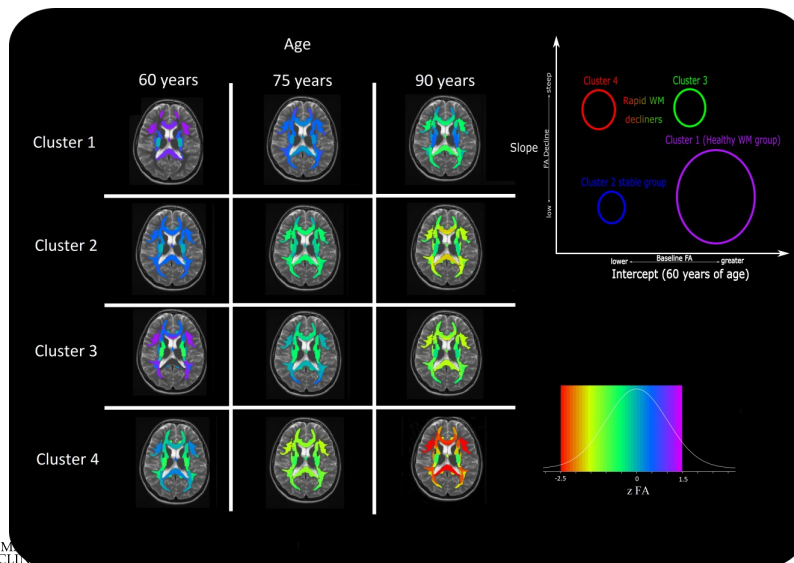 Age
60 years
75 years
90 years
Cluster 1
Cluster 2
Cluster 3
Cluster 4
Cluster 4
Cluster 3
Rapid WM
decliners
Cluster 1 (Healthy WM group)
Cluster 2 stable group
Slope
FA Decline
steep
low
lower
Baseline FA
greater
Intercept (60 years of age)
-2.5
0
1.5
z FA